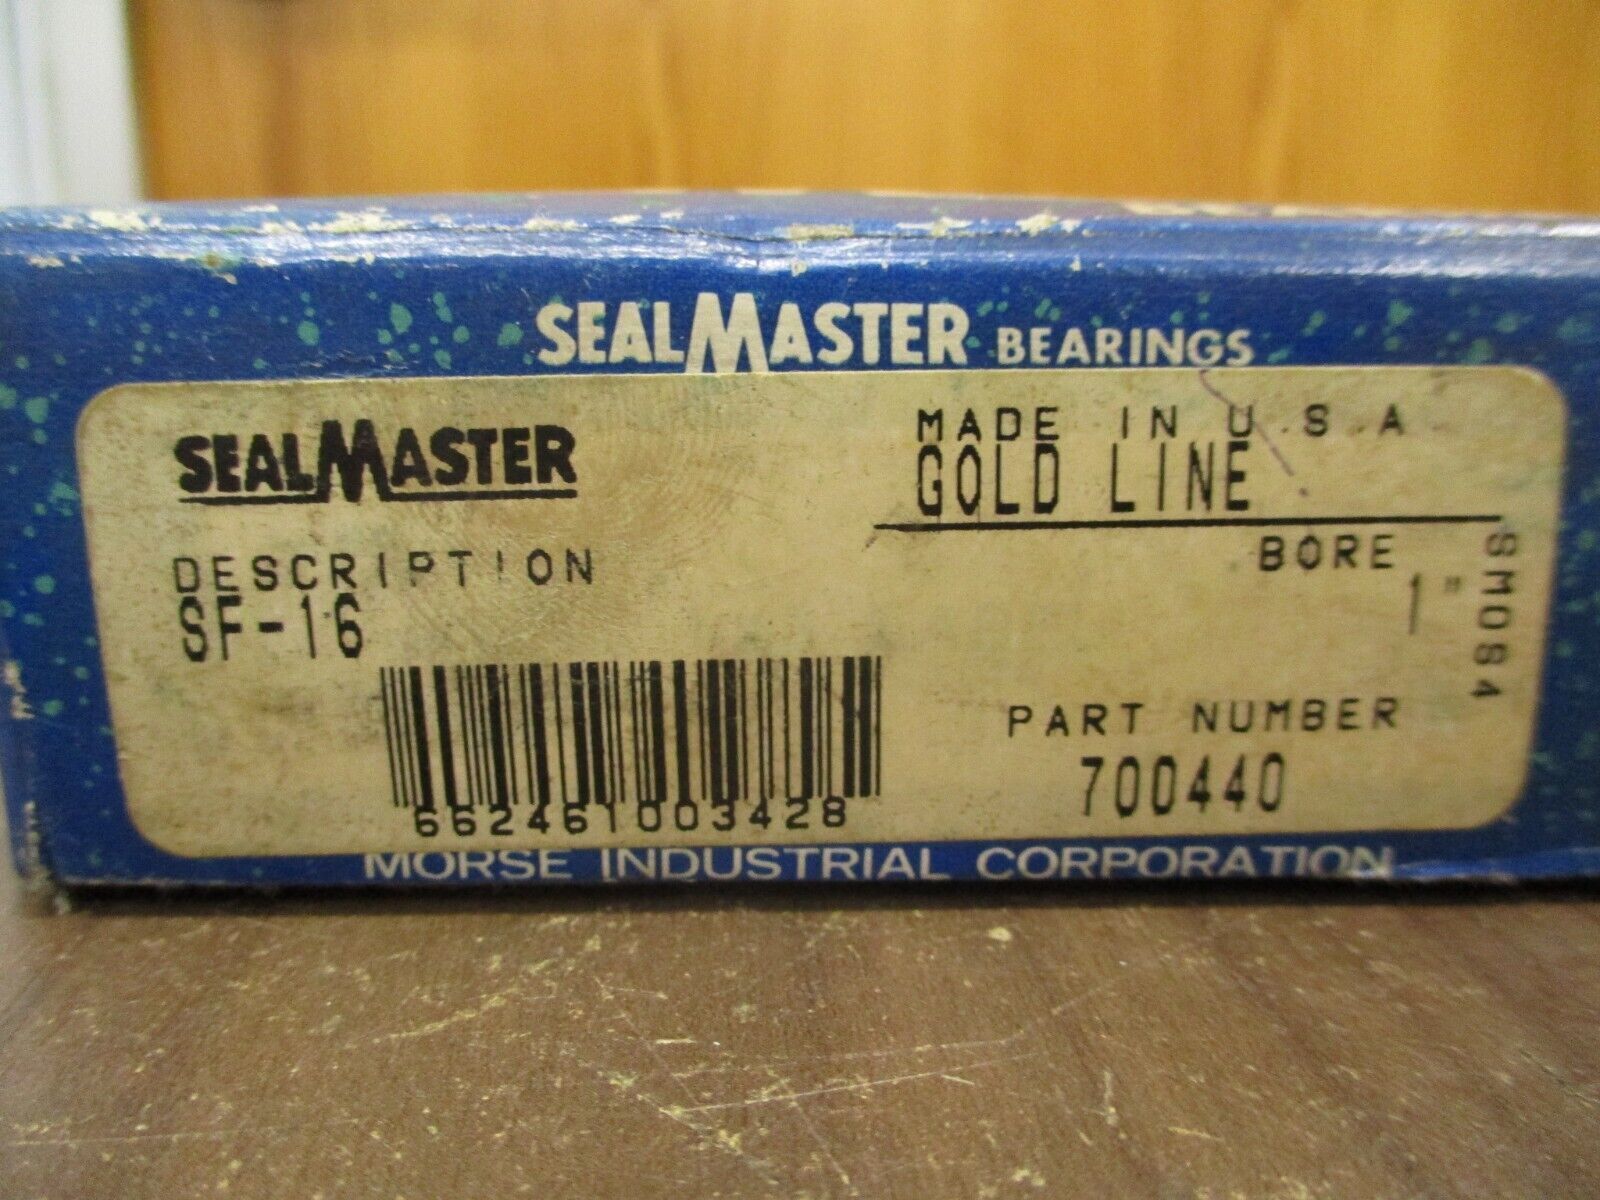 SEALMASTER BEARINGS
SEALMASTER
MADE IN U.S.A.
GOLD LINE
DESCRIPTION
SF-16
BORE
1"
SM084
PART NUMBER
700440
662461003428
MORSE INDUSTRIAL CORPORATION